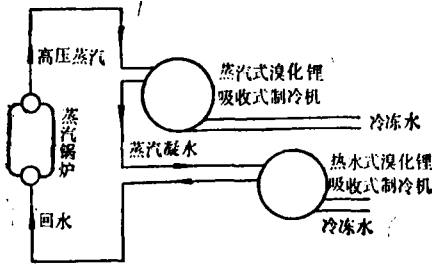 高压蒸汽
蒸汽式溴化锂
吸收式制冷机
冷冻水
蒸汽锅炉
蒸汽凝水
热水式溴化锂
吸收式制冷机
回水
冷冻水